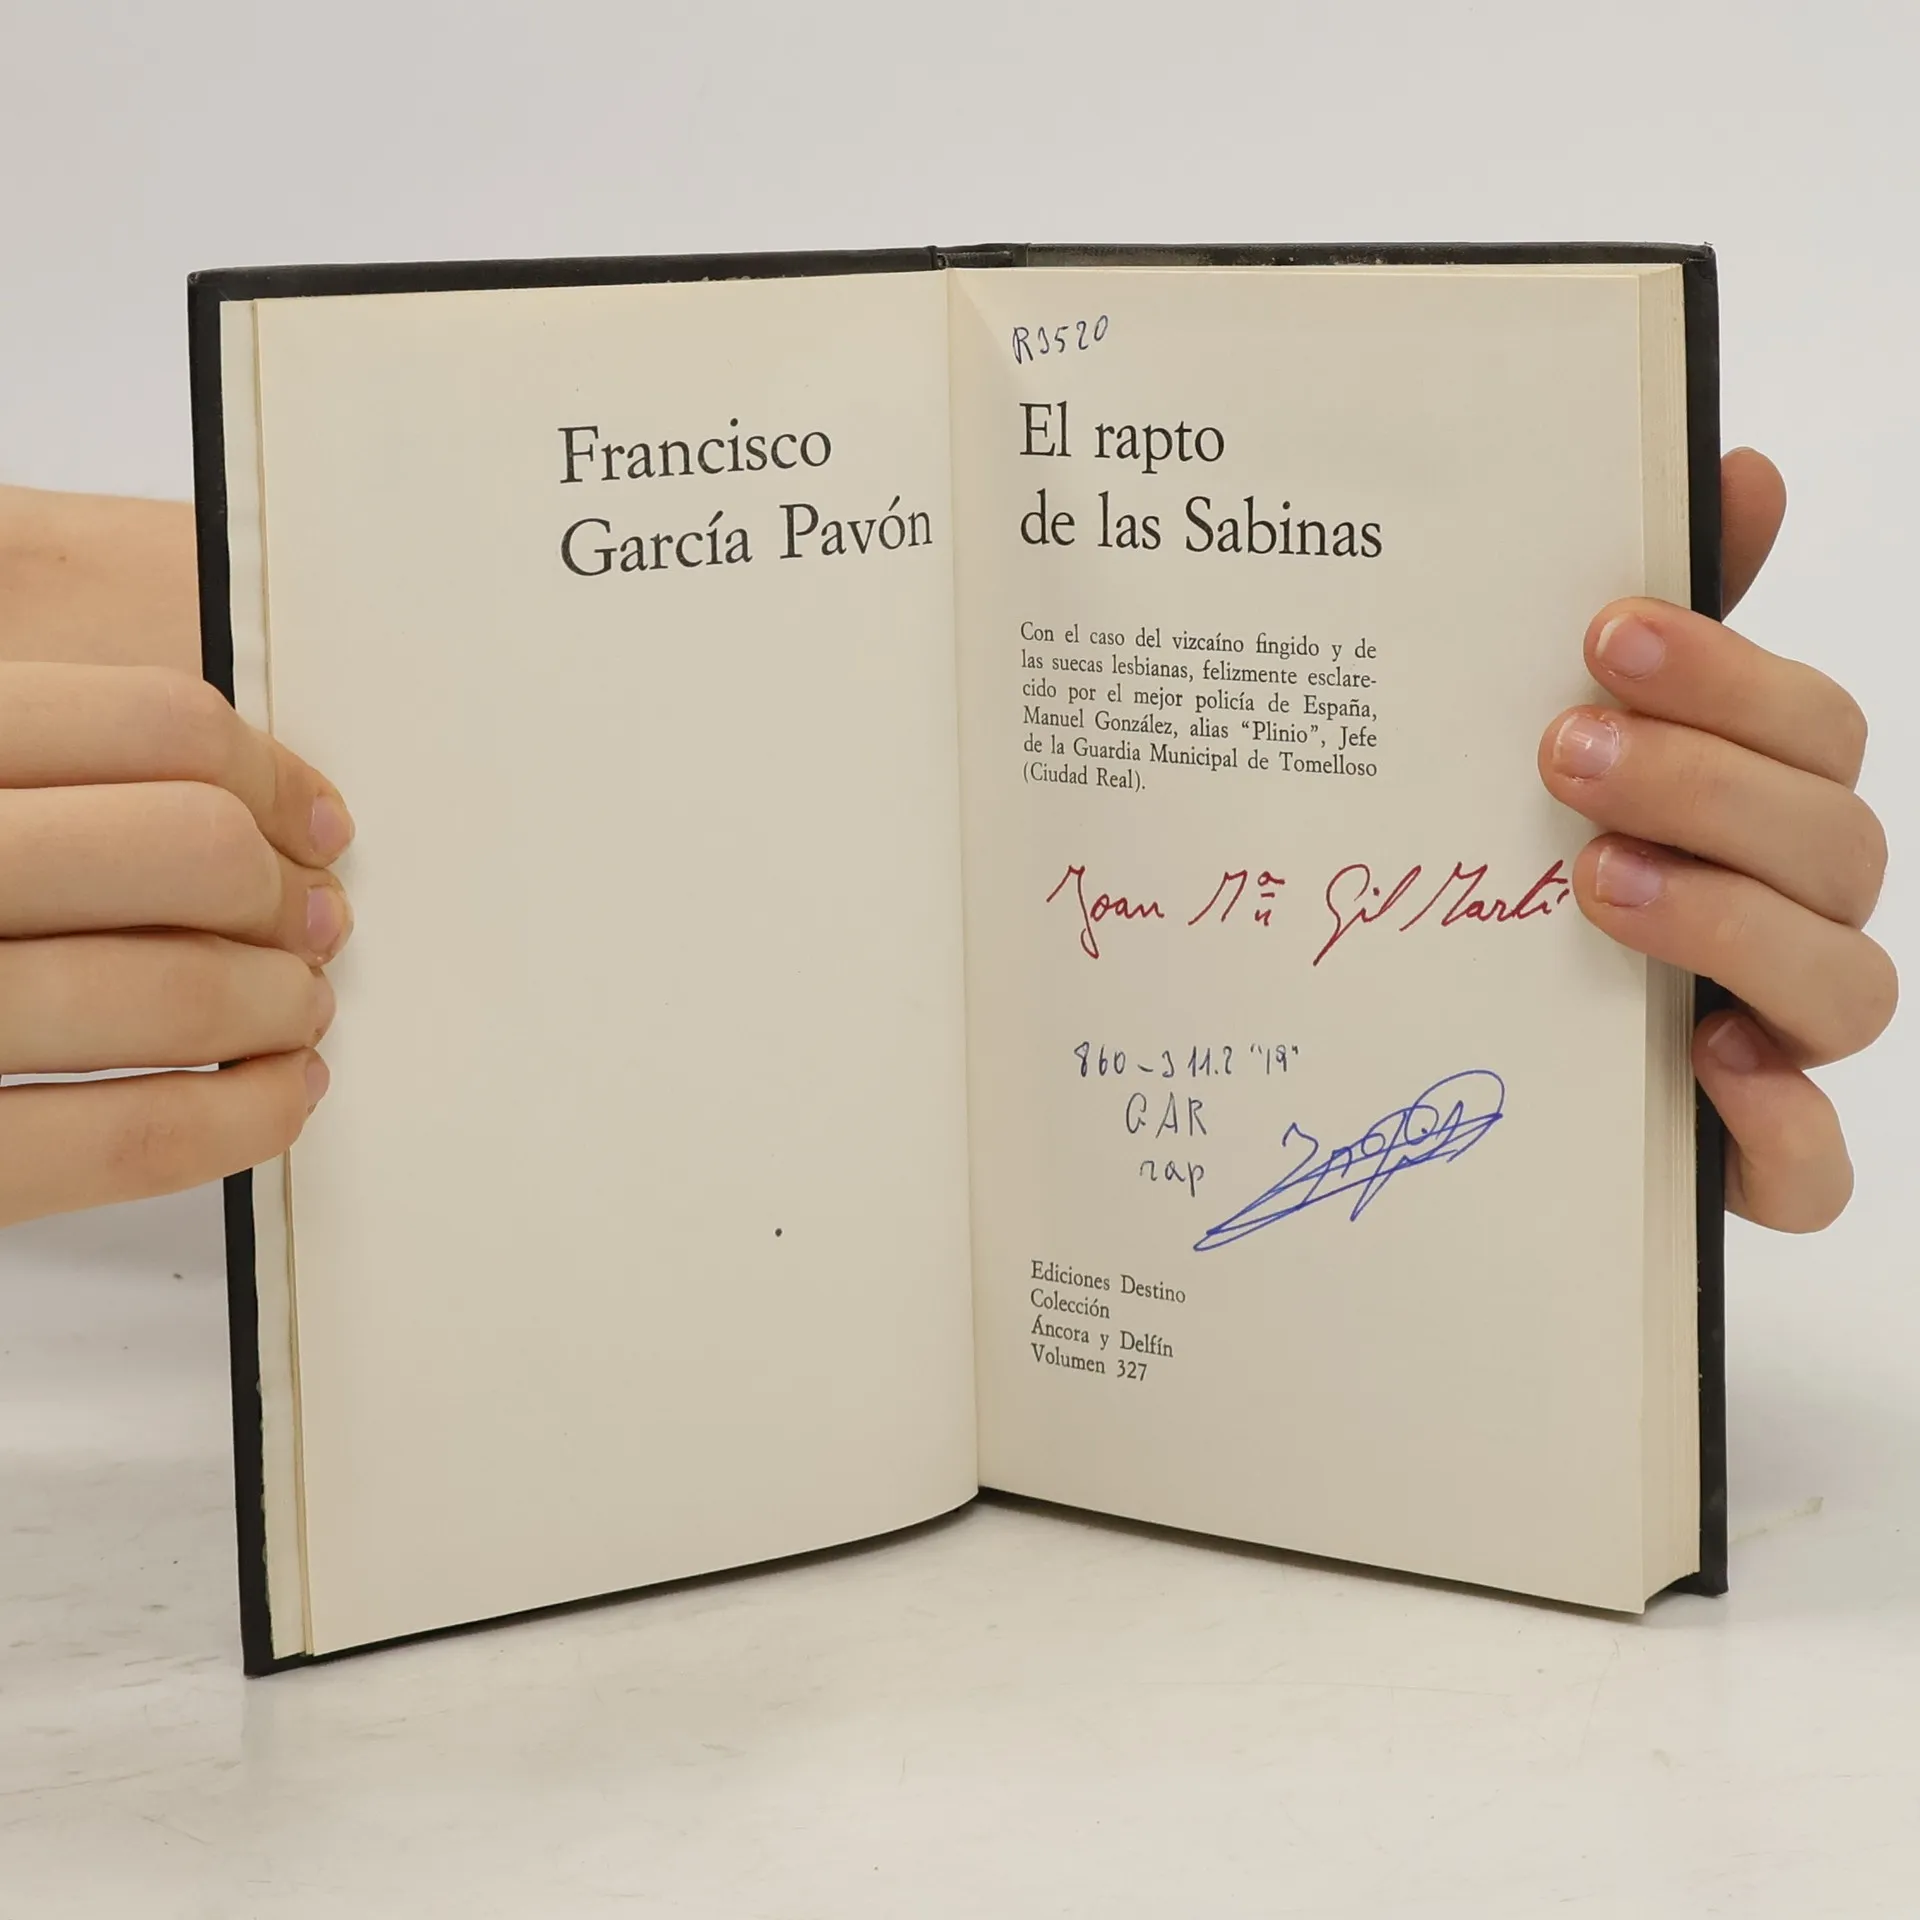 Francisco
García Pavón
R3520
El rapto
de las Sabinas
Con el caso del vizcaíno fingido y de
las suecas lesbianas, felizmente esclare-
cido por el mejor policía de España,
Manuel González, alias “Plinio”, Jefe
de la Guardia Municipal de Tomelloso
(Ciudad Real).
Joan Mª Gil Martí
860-311.2 "19"
GAR
rap
Ediciones Destino
Colección
Áncora y Delfín
Volumen 327